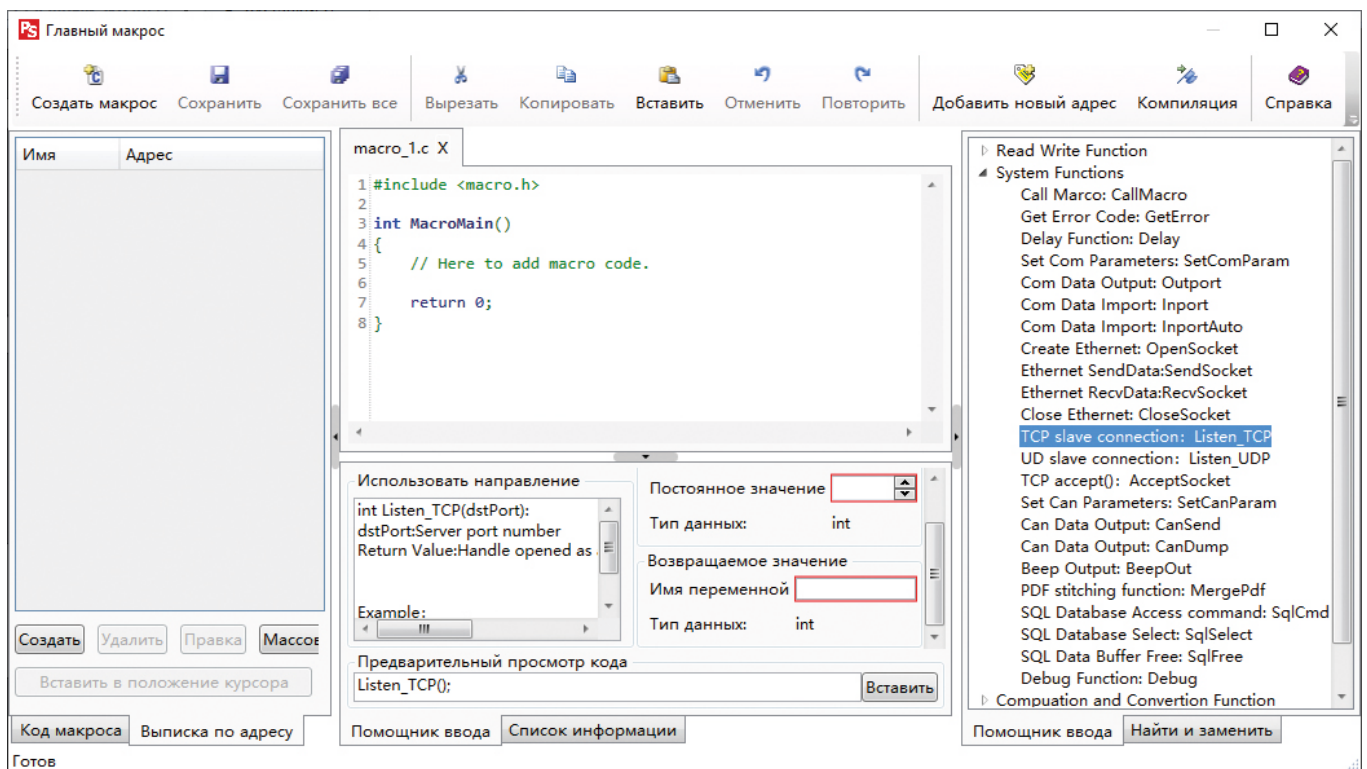 PS Главный макрос
Создать макрос Сохранить Сохранить все Вырезать Копировать Вставить Отменить Повторить Добавить новый адрес Компиляция Справка
Имя Адрес
Создать Удалить Правка Массов
Вставить в положение курсора
Код макроса Выписка по адресу
macro_1.c X
1 #include <macro.h>
2
3 int MacroMain()
4 {
5 // Here to add macro code.
6
7 return 0;
8 }
Использовать направление
int Listen_TCP(dstPort):
dstPort:Server port number
Return Value:Handle opened as
Example:
Постоянное значение
Тип данных: int
Возвращаемое значение
Имя переменной
Тип данных: int
Предварительный просмотр кода
Listen_TCP(); Вставить
Помощник ввода Список информации
Read Write Function
System Functions
Call Marco: CallMacro
Get Error Code: GetError
Delay Function: Delay
Set Com Parameters: SetComParam
Com Data Output: Outport
Com Data Import: Inport
Com Data Import: InportAuto
Create Ethernet: OpenSocket
Ethernet SendData:SendSocket
Ethernet RecvData:RecvSocket
Close Ethernet: CloseSocket
TCP slave connection: Listen_TCP
UD slave connection: Listen_UDP
TCP accept(): AcceptSocket
Set Can Parameters: SetCanParam
Can Data Output: CanSend
Can Data Output: CanDump
Beep Output: BeepOut
PDF stitching function: MergePdf
SQL Database Access command: SqlCmd
SQL Database Select: SqlSelect
SQL Data Buffer Free: SqlFree
Debug Function: Debug
Compuation and Convertion Function
Помощник ввода Найти и заменить
Готов